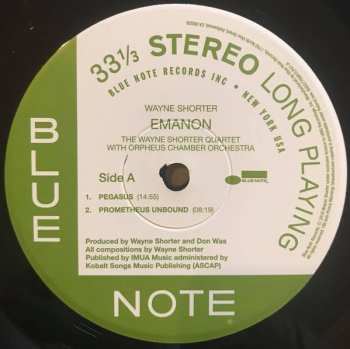 33⅓ STEREO LONG PLAYING
BLUE NOTE RECORDS INC • NEW YORK USA
WAYNE SHORTER
EMANON
THE WAYNE SHORTER QUARTET
WITH ORPHEUS CHAMBER ORCHESTRA
Side A
BLUE NOTE
1. PEGASUS (14:55)
2. PROMETHEUS UNBOUND (08:19)
Produced by Wayne Shorter and Don Was
All compositions by Wayne Shorter
Published by IMUA Music administered by
Kobalt Songs Music Publishing (ASCAP)
BLUE
NOTE